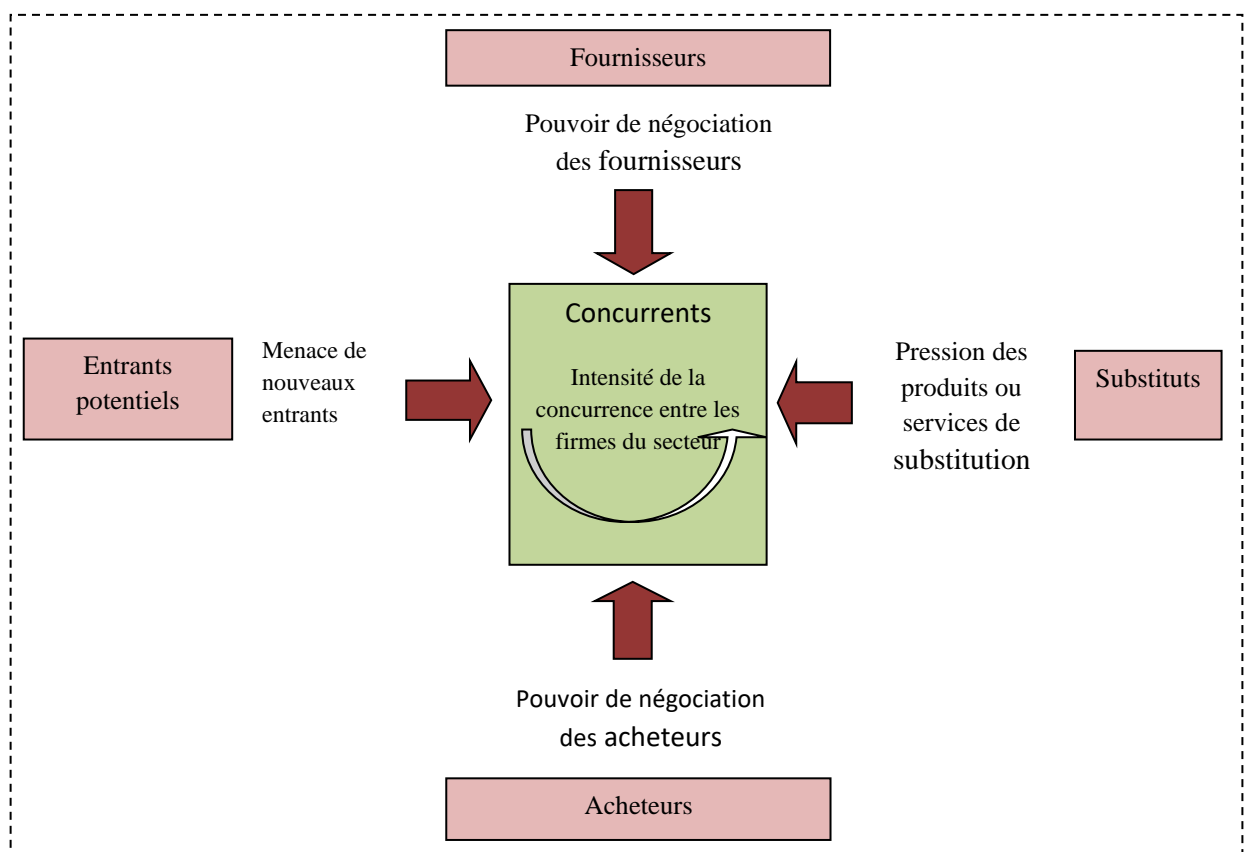 Fournisseurs
Pouvoir de négociation
des fournisseurs
Concurrents
Intensité de la
concurrence entre les
firmes du secteur
Entrants
potentiels
Menace de
nouveaux
entrants
Pression des
produits ou
services de
substitution
Substituts
Pouvoir de négociation
des acheteurs
Acheteurs